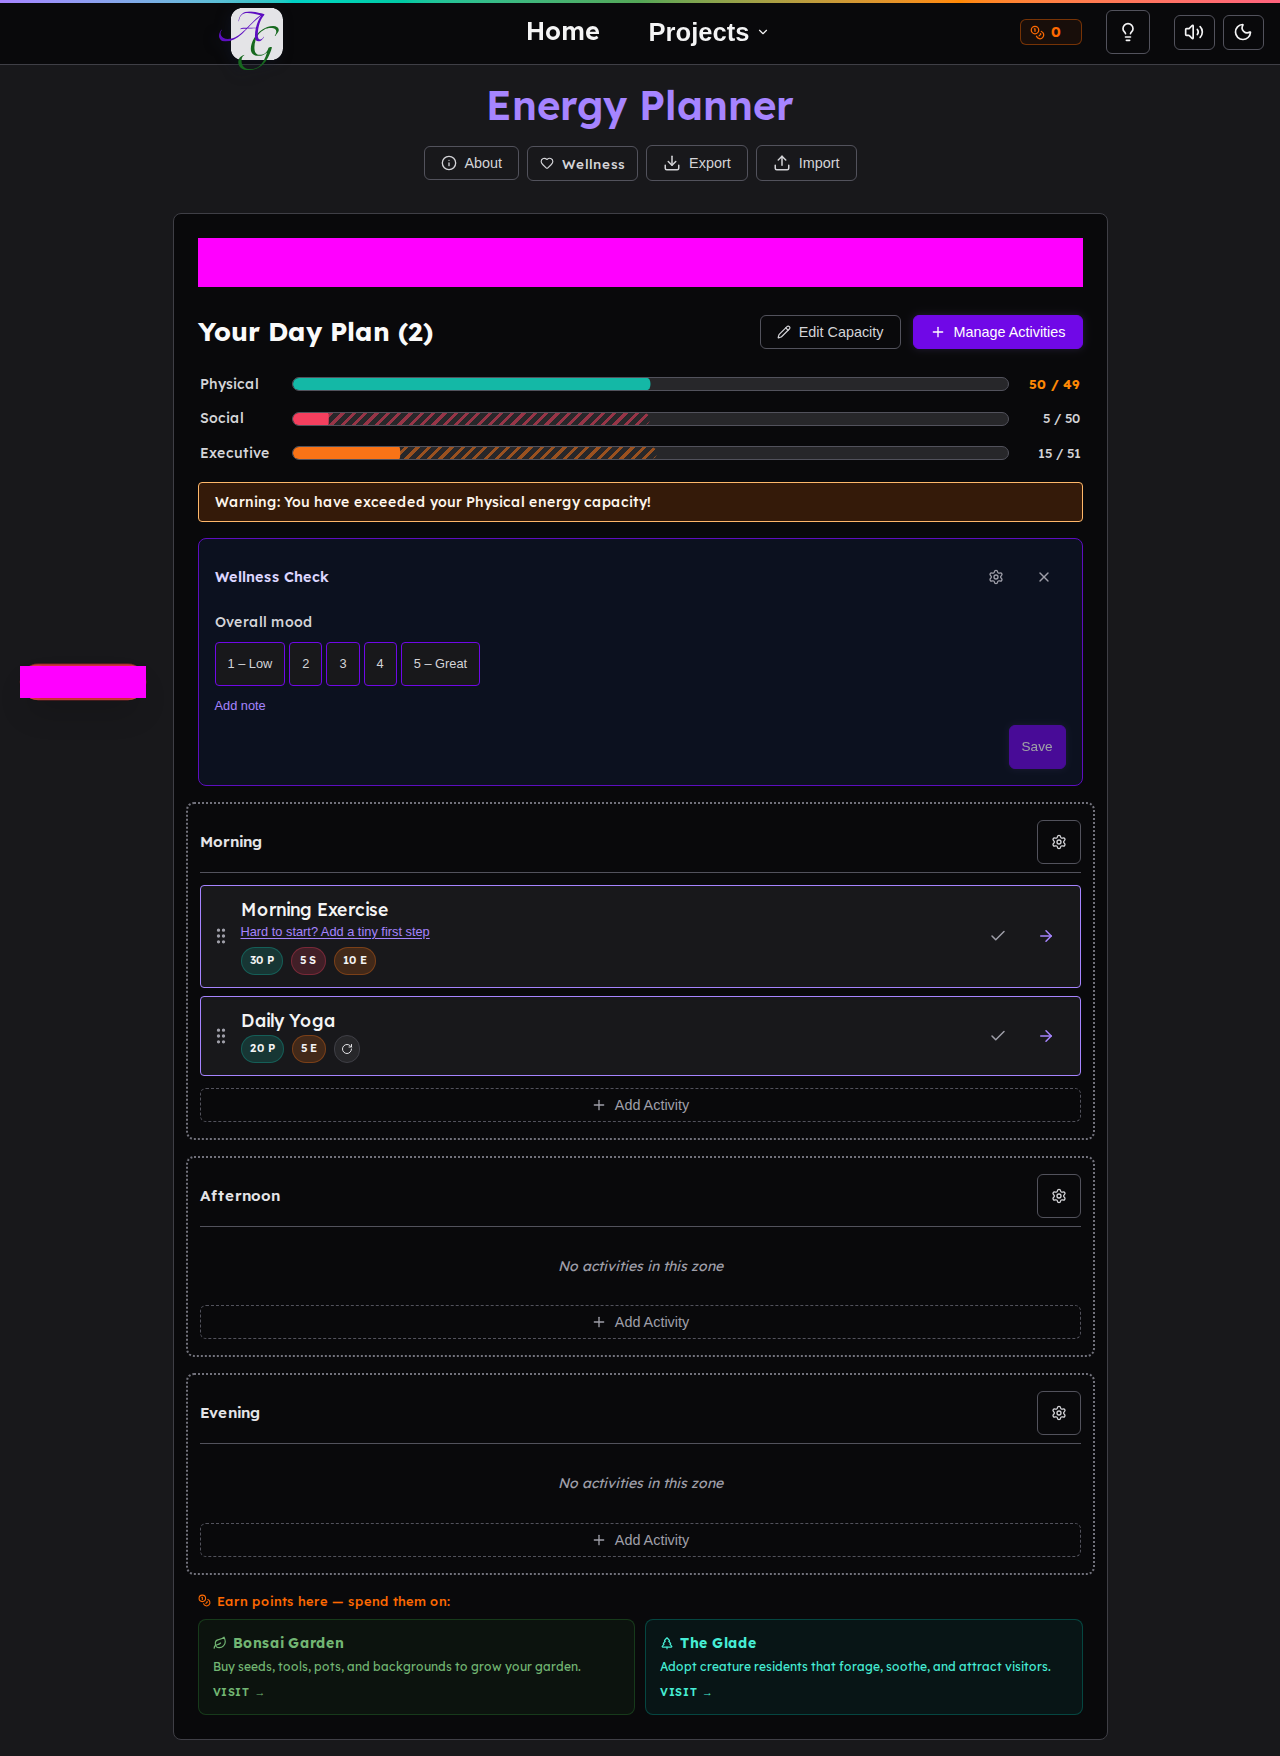 AG
Home
Projects
0
Energy Planner
About
Wellness
Export
Import
Your Day Plan (2)
Edit Capacity
Manage Activities
Physical
50 / 49
Social
5 / 50
Executive
15 / 51
Warning: You have exceeded your Physical energy capacity!
Wellness Check
Overall mood
1 – Low
2
3
4
5 – Great
Add note
Save
Morning
Morning Exercise
Hard to start? Add a tiny first step
30 P
5 S
10 E
Daily Yoga
20 P
5 E
Add Activity
Afternoon
No activities in this zone
Add Activity
Evening
No activities in this zone
Add Activity
Earn points here — spend them on:
Bonsai Garden
Buy seeds, tools, pots, and backgrounds to grow your garden.
VISIT →
The Glade
Adopt creature residents that forage, soothe, and attract visitors.
VISIT →